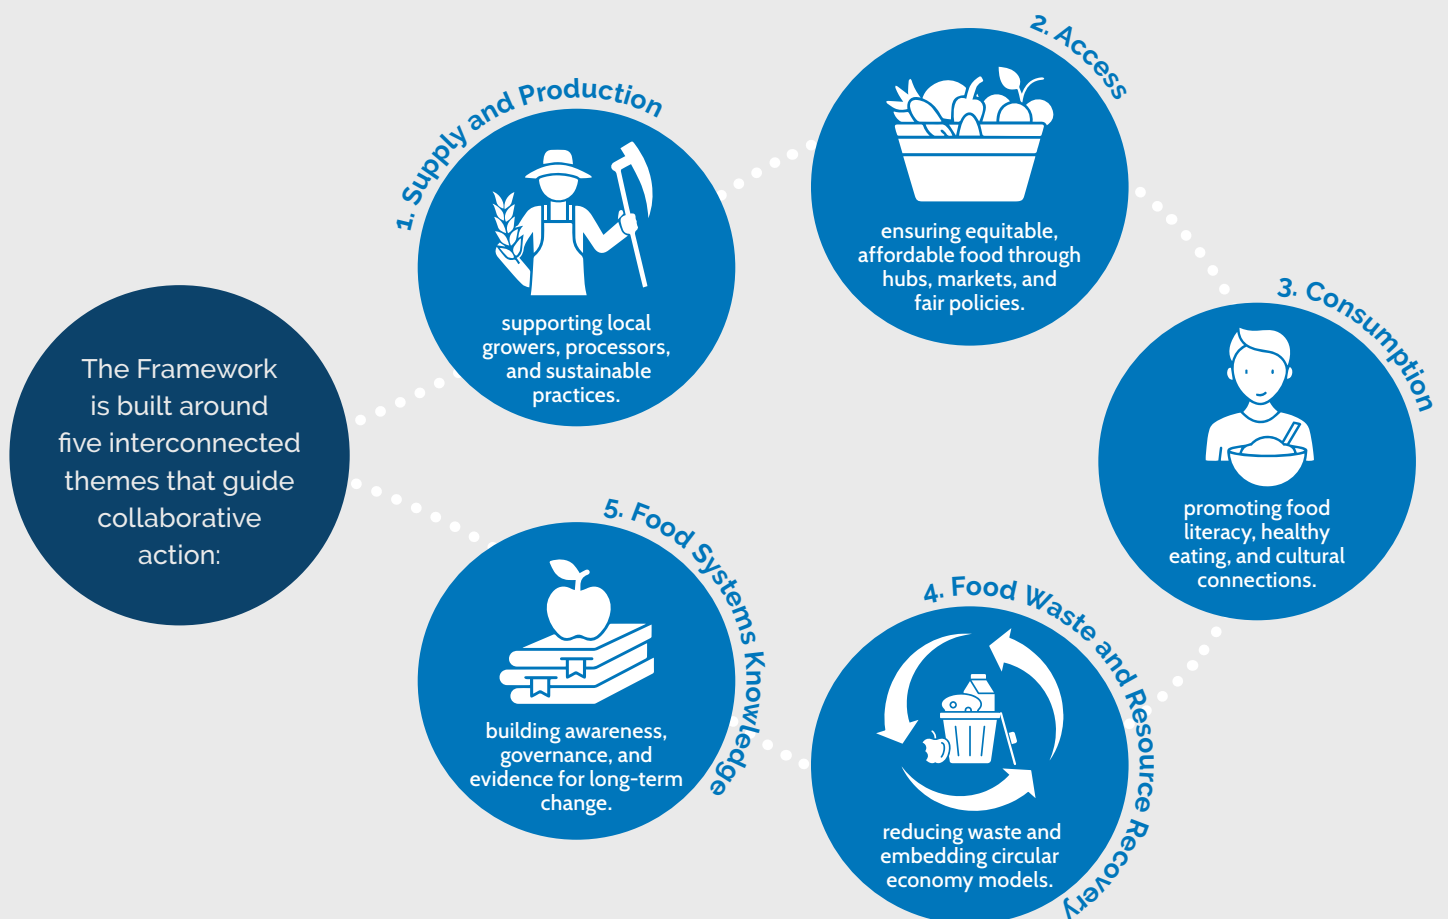 The Framework
is built around
five interconnected
themes that guide
collaborative
action:
1. Supply and Production
supporting local
growers, processors,
and sustainable
practices.
2. Access
ensuring equitable,
affordable food through
hubs, markets, and
fair policies.
3. Consumption
promoting food
literacy, healthy
eating, and cultural
connections.
4. Food Waste and Resource Recovery
reducing waste and
embedding circular
economy models.
5. Food Systems Knowledge
building awareness,
governance, and
evidence for long-term
change.